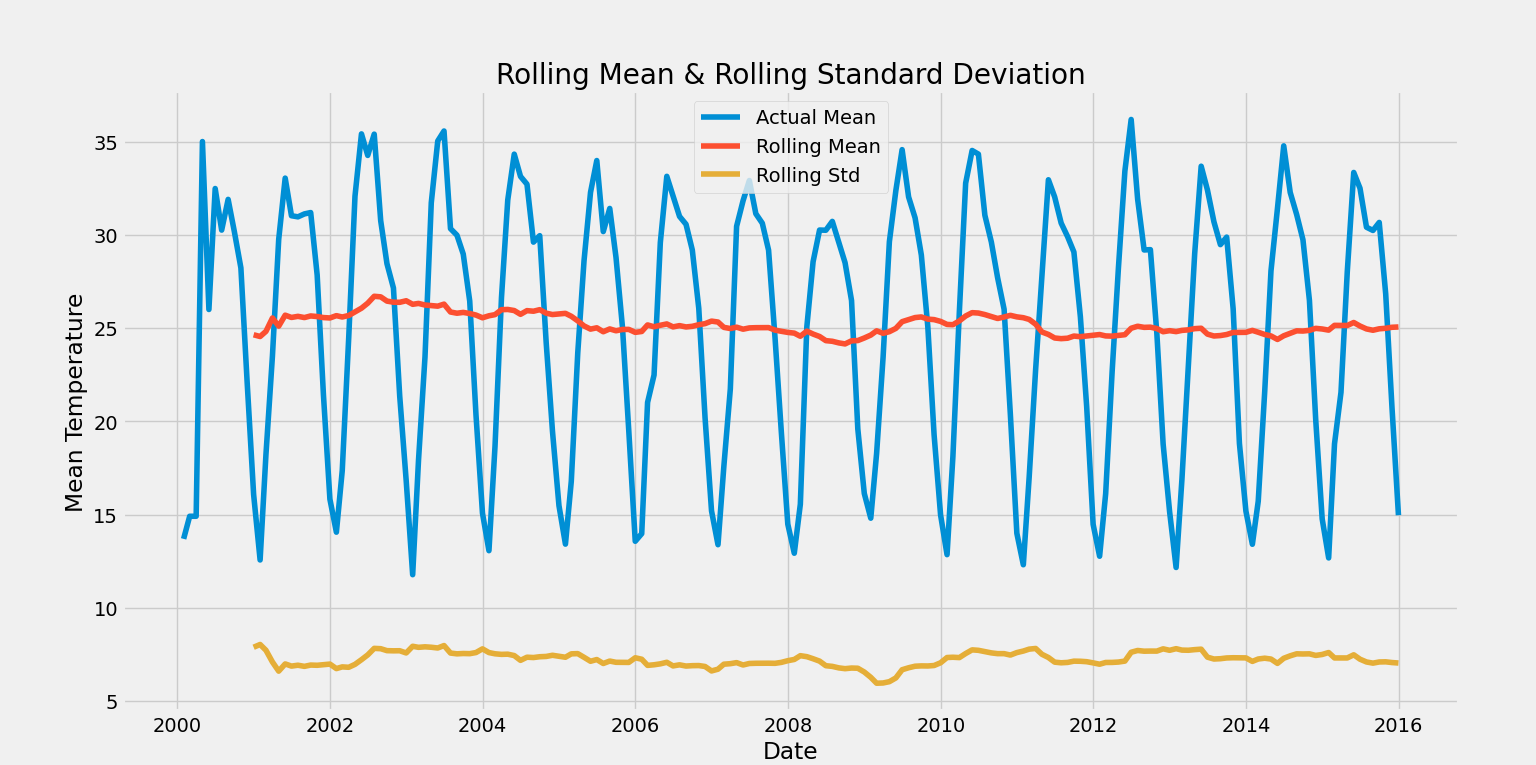 Rolling Mean & Rolling Standard Deviation
Actual Mean
Rolling Mean
Rolling Std
Mean Temperature
35
30
25
20
15
10
5
2000 2002 2004 2006 2008 2010 2012 2014 2016
Date